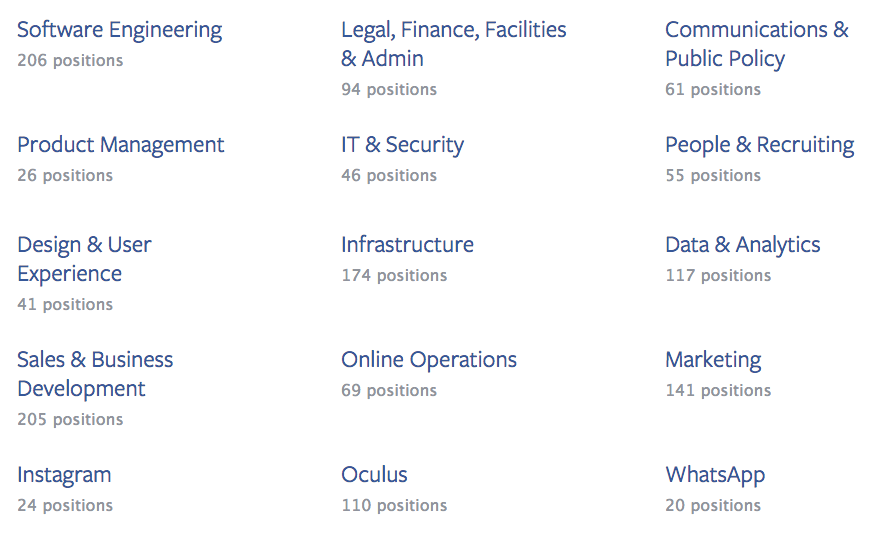 Software Engineering
206 positions
Legal, Finance, Facilities
& Admin
94 positions
Communications &
Public Policy
61 positions
Product Management
26 positions
IT & Security
46 positions
People & Recruiting
55 positions
Design & User
Experience
41 positions
Infrastructure
174 positions
Data & Analytics
117 positions
Sales & Business
Development
205 positions
Online Operations
69 positions
Marketing
141 positions
Instagram
24 positions
Oculus
110 positions
WhatsApp
20 positions